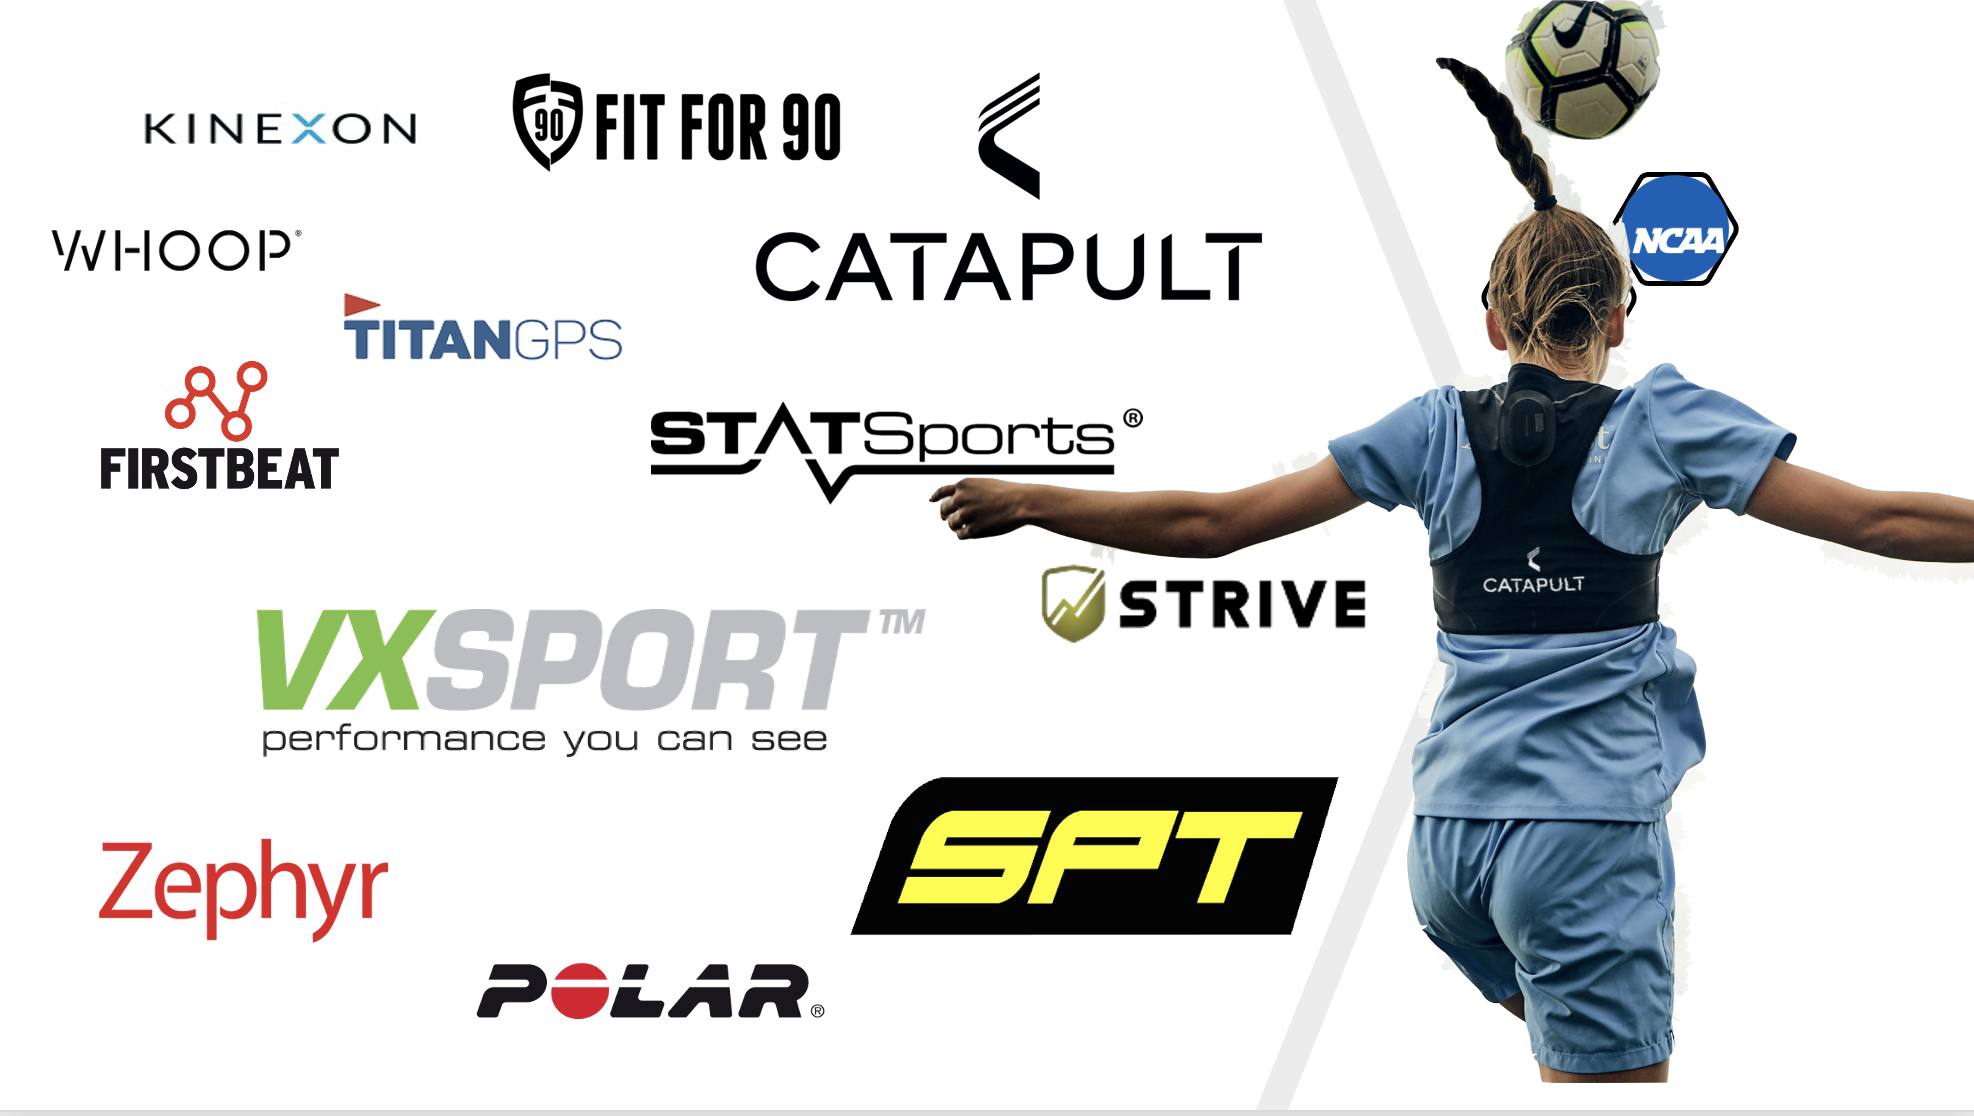 KINEXON
90 FIT FOR 90
WHOOP®
CATAPULT
NCAA
TITANGPS
FIRSTBEAT
STATSports®
CATAPULT
STRIVE
VXSPORT™
performance you can see
SPT
Zephyr
POLAR®